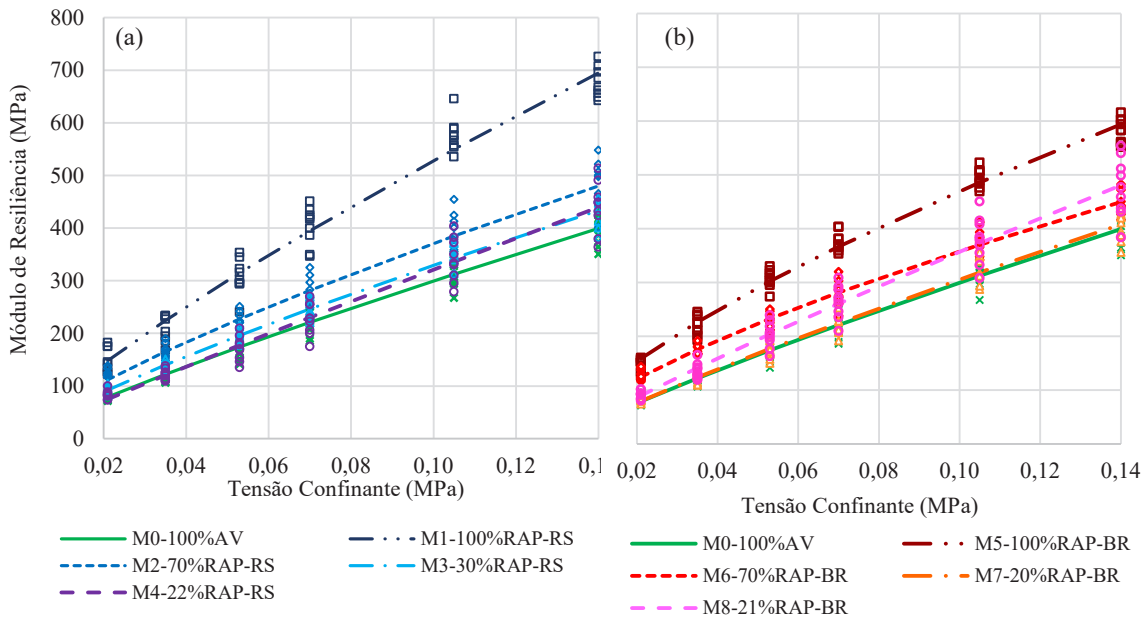 (a)
(b)
Módulo de Resiliência (MPa)
800
700
600
500
400
300
200
100
0
0,02 0,04 0,06 0,08 0,10 0,12 0,1
Tensão Confinante (MPa)
0,02 0,04 0,06 0,08 0,10 0,12 0,14
Tensão Confinante (MPa)
M0-100%AV M1-100%RAP-RS
M2-70%RAP-RS M3-30%RAP-RS
M4-22%RAP-RS
M0-100%AV M5-100%RAP-BR
M6-70%RAP-BR M7-20%RAP-BR
M8-21%RAP-BR